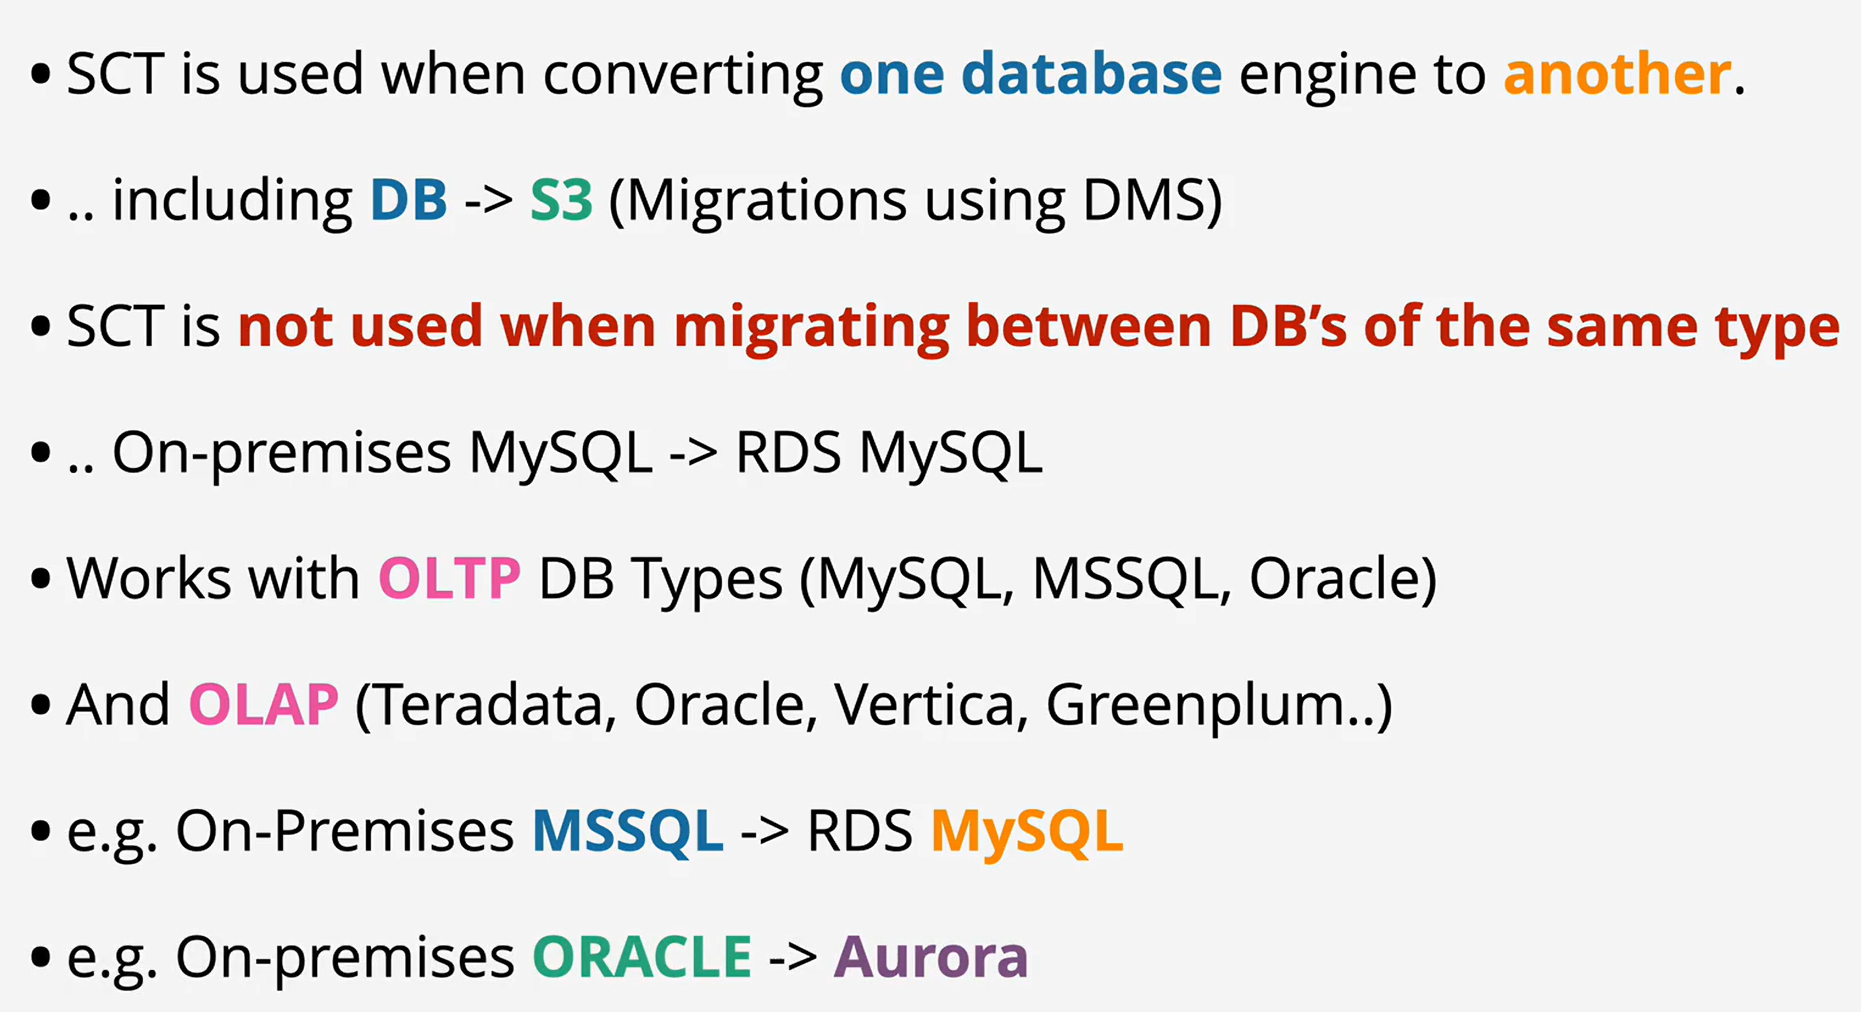 • SCT is used when converting one database engine to another.
• .. including DB -> S3 (Migrations using DMS)
• SCT is not used when migrating between DB’s of the same type
• .. On-premises MySQL -> RDS MySQL
• Works with OLTP DB Types (MySQL, MSSQL, Oracle)
• And OLAP (Teradata, Oracle, Vertica, Greenplum..)
• e.g. On-Premises MSSQL -> RDS MySQL
• e.g. On-premises ORACLE -> Aurora